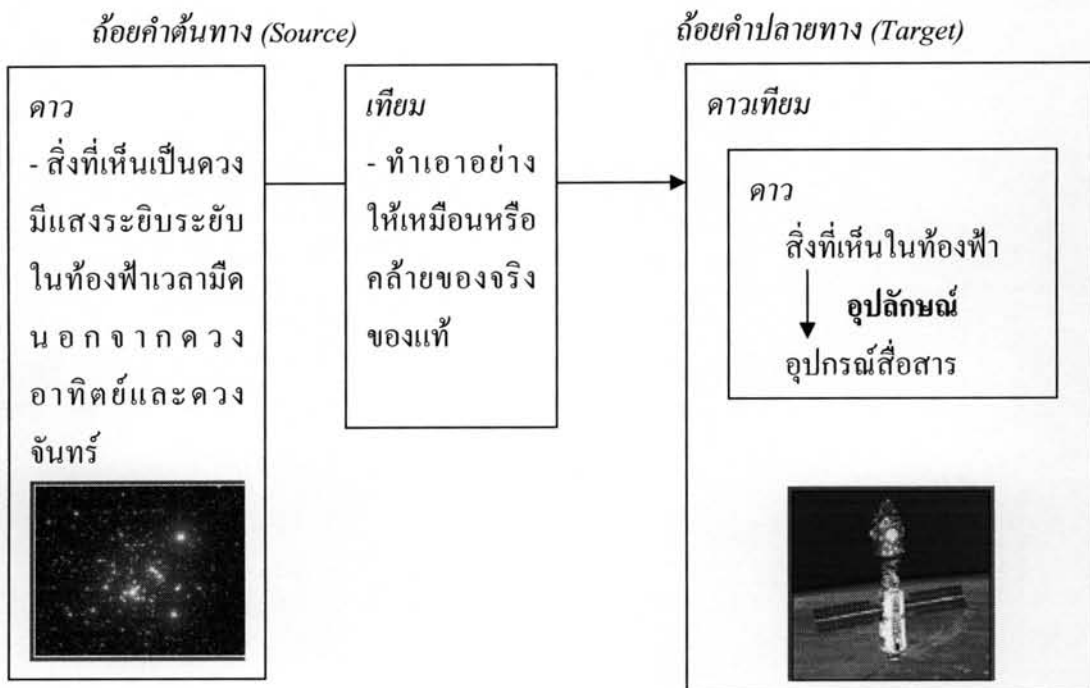 ถ้อยคำต้นทาง (Source)
ถ้อยคำปลายทาง (Target)
ดาว
- สิ่งที่เห็นเป็นดวง
มีแสงระยิบระยับ
ในท้องฟ้าเวลามืด
นอกจากดวง
อาทิตย์และดวง
จันทร์
เทียม
- ทำเอาอย่าง
ให้เหมือนหรือ
คล้ายของจริง
ของแท้
ดาวเทียม
ดาว
สิ่งที่เห็นในท้องฟ้า
อุปลักษณ์
อุปกรณ์สื่อสาร